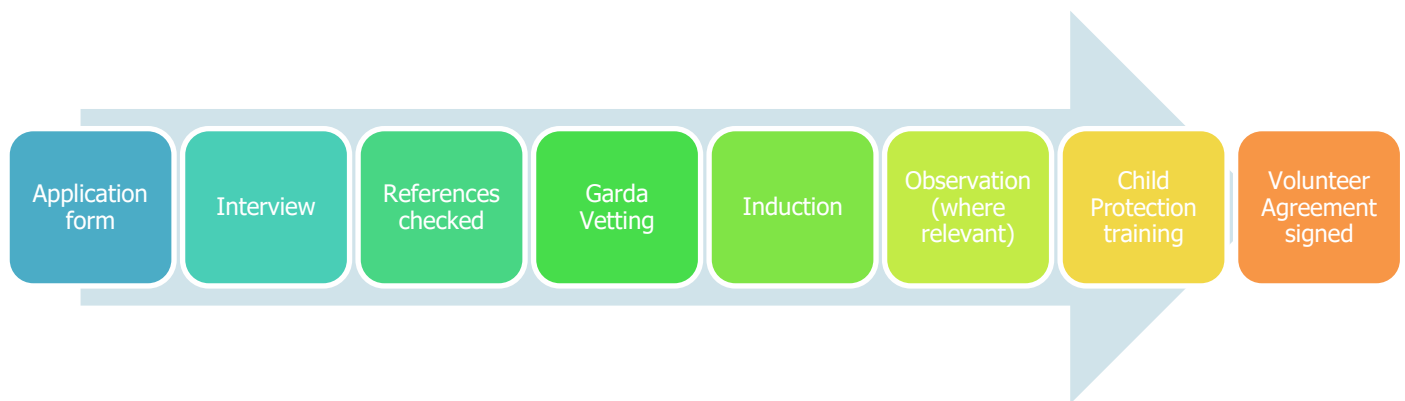 Application
form
Interview
References
checked
Garda
Vetting
Induction
Observation
(where
relevant)
Child
Protection
training
Volunteer
Agreement
signed